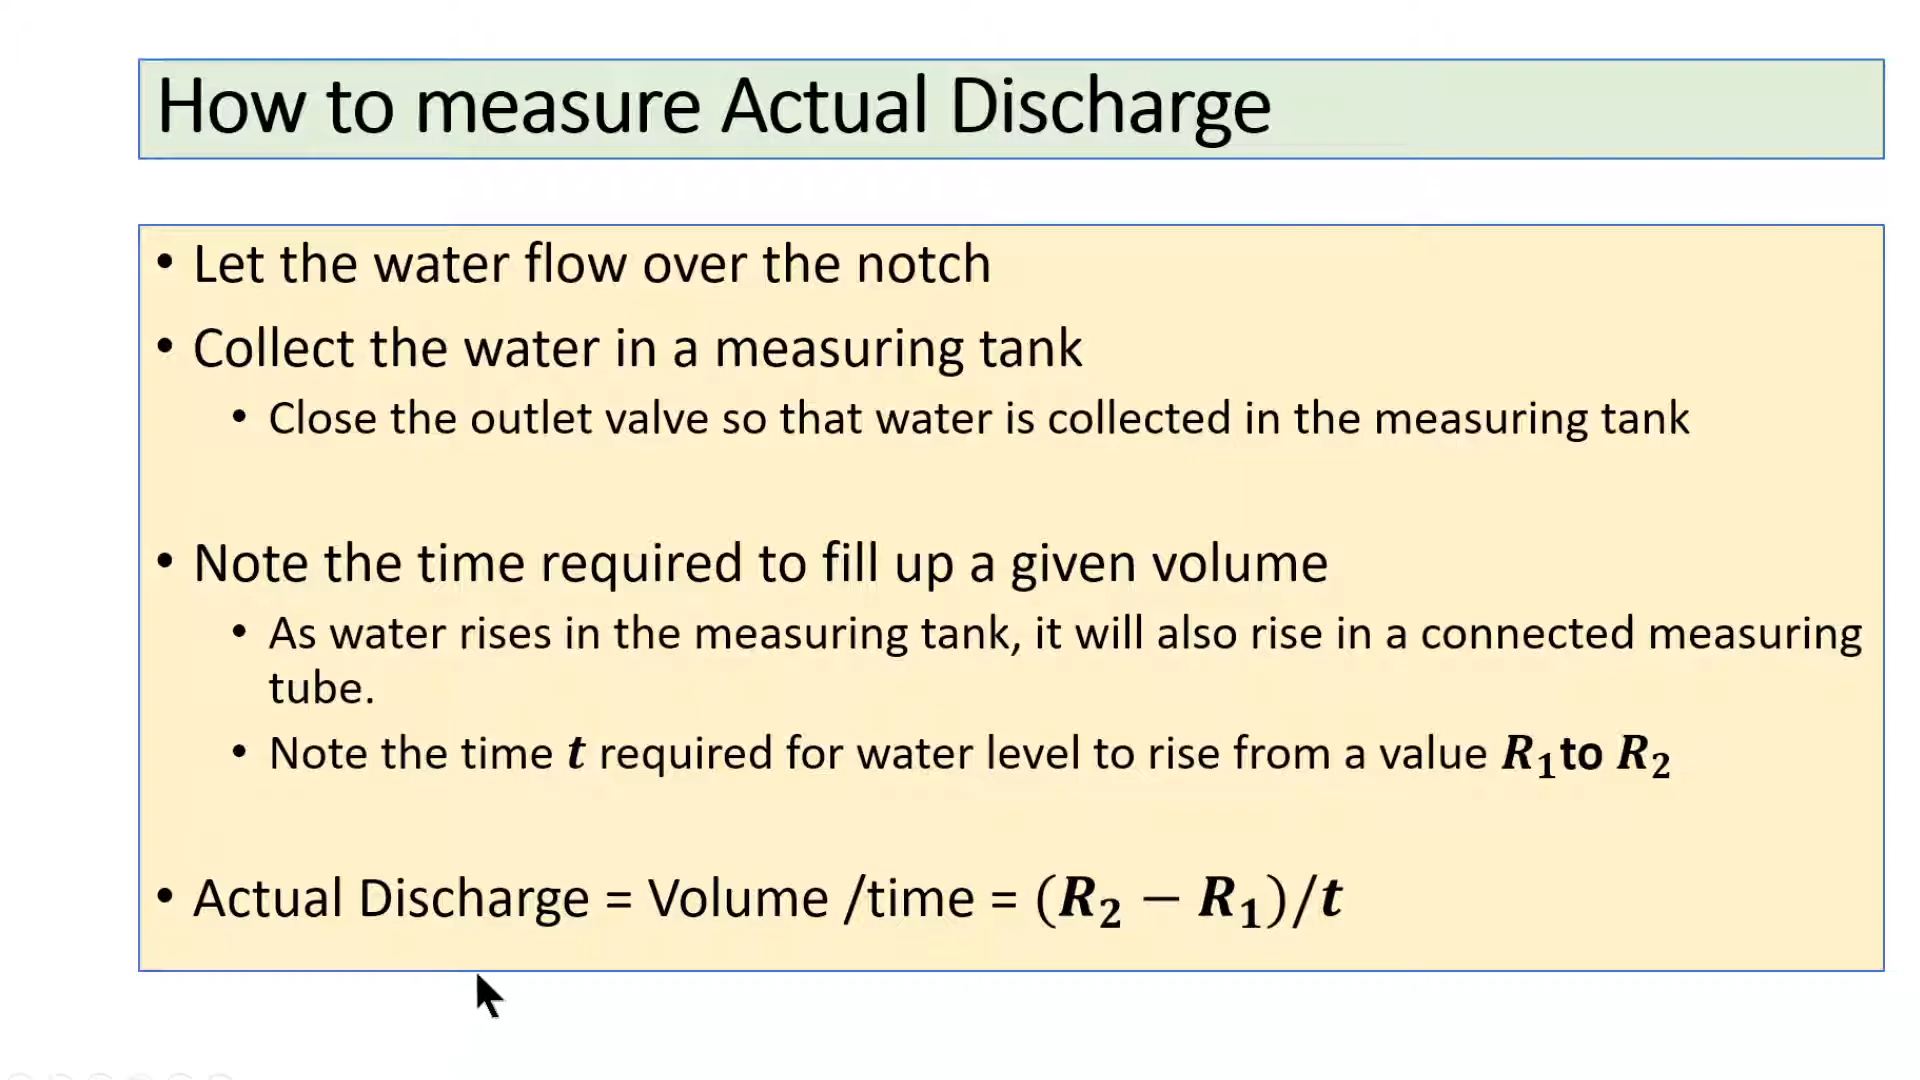 How to measure Actual Discharge
• Let the water flow over the notch
• Collect the water in a measuring tank
• Close the outlet valve so that water is collected in the measuring tank
• Note the time required to fill up a given volume
• As water rises in the measuring tank, it will also rise in a connected measuring
tube.
• Note the time t required for water level to rise from a value R₁to R₂
• Actual Discharge = Volume /time = (R₂ − R₁)/t